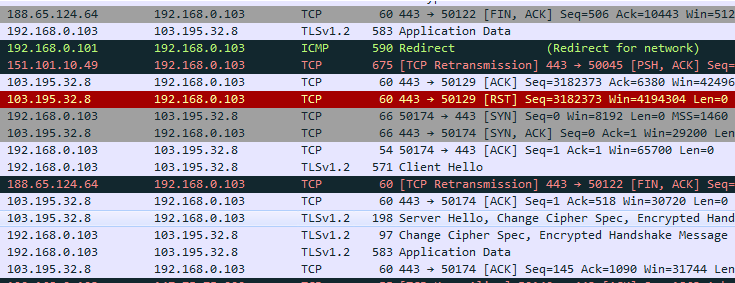 188.65.124.64 192.168.0.103 TCP 60 443 → 50122 [FIN, ACK] Seq=506 Ack=10443 Win=512
192.168.0.103 103.195.32.8 TLSv1.2 583 Application Data
192.168.0.101 192.168.0.103 ICMP 590 Redirect (Redirect for network)
151.101.10.49 192.168.0.103 TCP 675 [TCP Retransmission] 443 → 50045 [PSH, ACK] Seq=
103.195.32.8 192.168.0.103 TCP 60 443 → 50129 [ACK] Seq=3182373 Ack=6380 Win=42496
103.195.32.8 192.168.0.103 TCP 60 443 → 50129 [RST] Seq=3182373 Win=4194304 Len=0
192.168.0.103 103.195.32.8 TCP 66 50174 → 443 [SYN] Seq=0 Win=8192 Len=0 MSS=1460
103.195.32.8 192.168.0.103 TCP 66 443 → 50174 [SYN, ACK] Seq=0 Ack=1 Win=29200
192.168.0.103 103.195.32.8 TCP 54 50174 → 443 [ACK] Seq=1 Ack=1 Win=65700 Len=0
192.168.0.103 103.195.32.8 TLSv1.2 571 Client Hello
188.65.124.64 192.168.0.103 TCP 60 [TCP Retransmission] 443 → 50122 [FIN, ACK] Seq=
103.195.32.8 192.168.0.103 TCP 60 443 → 50174 [ACK] Seq=1 Ack=518 Win=30720 Len=0
103.195.32.8 192.168.0.103 TLSv1.2 198 Server Hello, Change Cipher Spec, Encrypted Hand
192.168.0.103 103.195.32.8 TLSv1.2 97 Change Cipher Spec, Encrypted Handshake Message
192.168.0.103 103.195.32.8 TLSv1.2 583 Application Data
103.195.32.8 192.168.0.103 TCP 60 443 → 50174 [ACK] Seq=145 Ack=1090 Win=31744 Len=